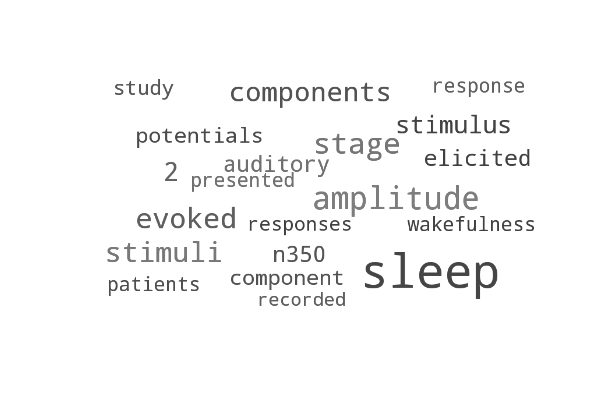 study components response
potentials stage stimulus
2 auditory elicited
presented amplitude
evoked responses wakefulness
stimuli n350 sleep
patients component
recorded